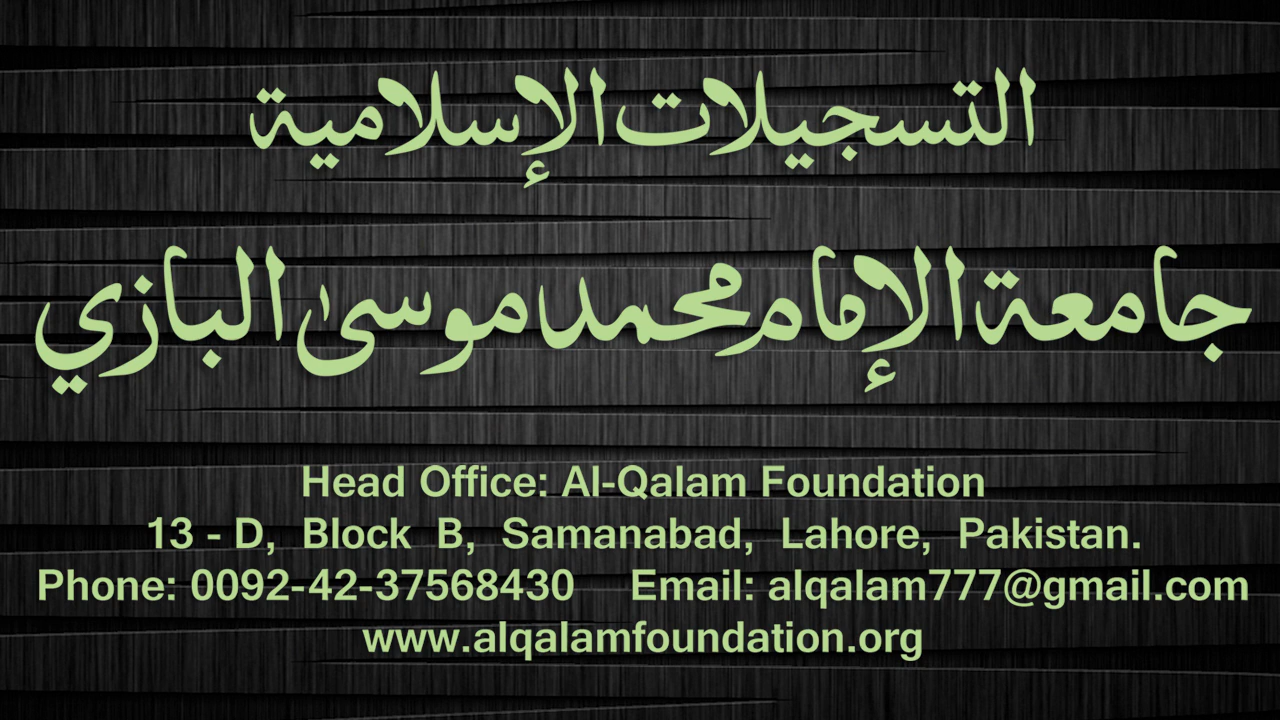 التسجيلات الإسلامية
جامعة الإمام محمد موسىٰ البازي
Head Office: Al-Qalam Foundation
13 - D, Block B, Samanabad, Lahore, Pakistan.
Phone: 0092-42-37568430 Email: alqalam777@gmail.com
www.alqalamfoundation.org